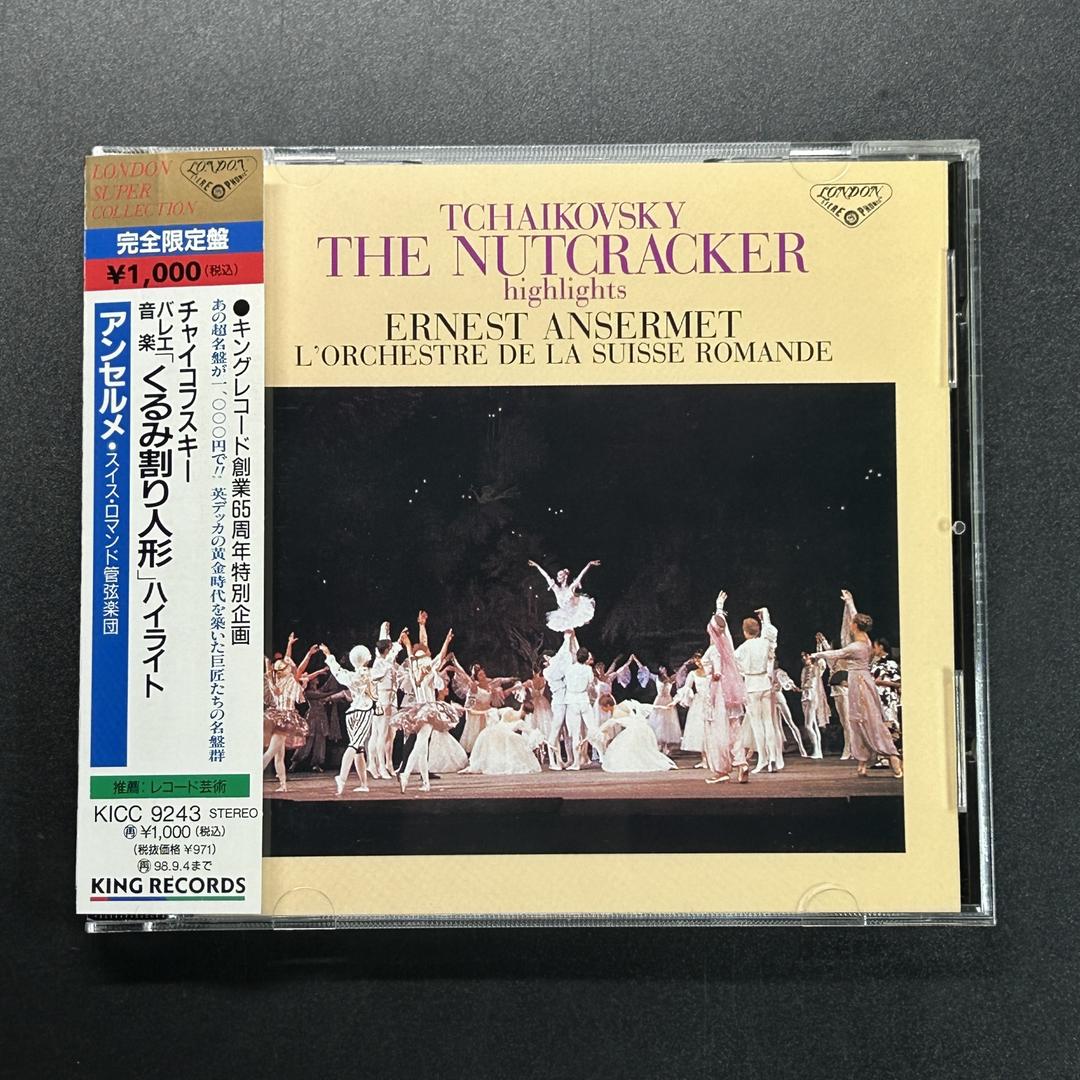 LONDON
SUPER
COLLECTION
LONDON
完全限定盤
¥1,000(税込)
●キングレコード創業65周年特別企画
あの超名盤が一、〇〇〇円で!! 英デッカの黄金時代を築いた巨匠たちの名盤群
チャイコフスキー
バレエ音楽「くるみ割り人形」ハイライト
アンセルメ・スイス・ロマンド管弦楽団
推薦:レコード芸術
KICC 9243 STEREO
再¥1,000(税込)
(税抜価格 ¥971)
再98.9.4まで
KING RECORDS
LONDON
TCHAIKOVSKY
THE NUTCRACKER
highlights
ERNEST ANSERMET
L'ORCHESTRE DE LA SUISSE ROMANDE